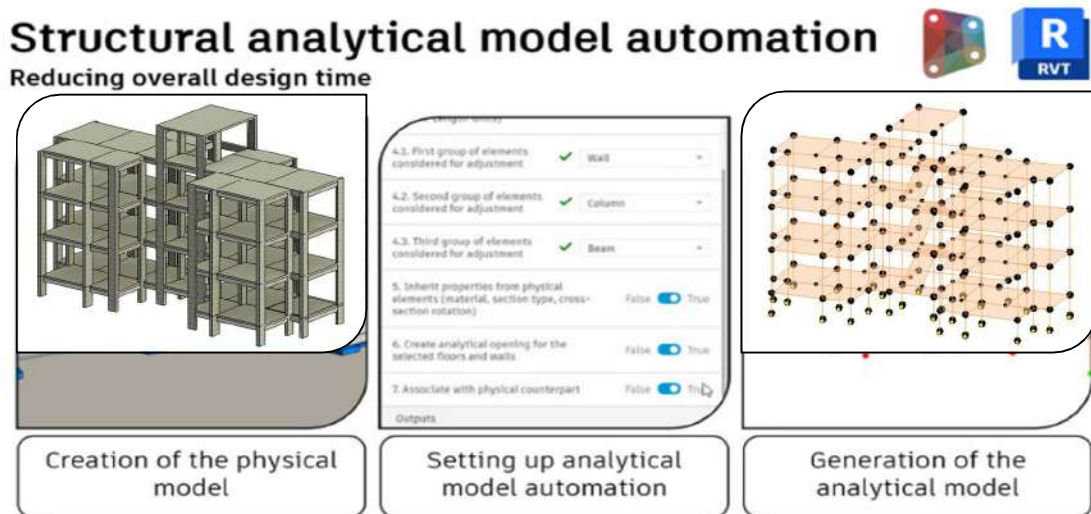 Structural analytical model automation
Reducing overall design time
R
RVT
4.1. First group of elements
considered for adjustment
Wall
4.2. Second group of elements
considered for adjustment
Column
4.3. Third group of elements
considered for adjustment
Beam
5. Inherit properties from physical
elements (material, section type, cross-
section rotation)
False True
6. Create analytical opening for the
selected floors and walls
False True
7. Associate with physical counterpart
False True
Outputs
Creation of the physical
model
Setting up analytical
model automation
Generation of the
analytical model